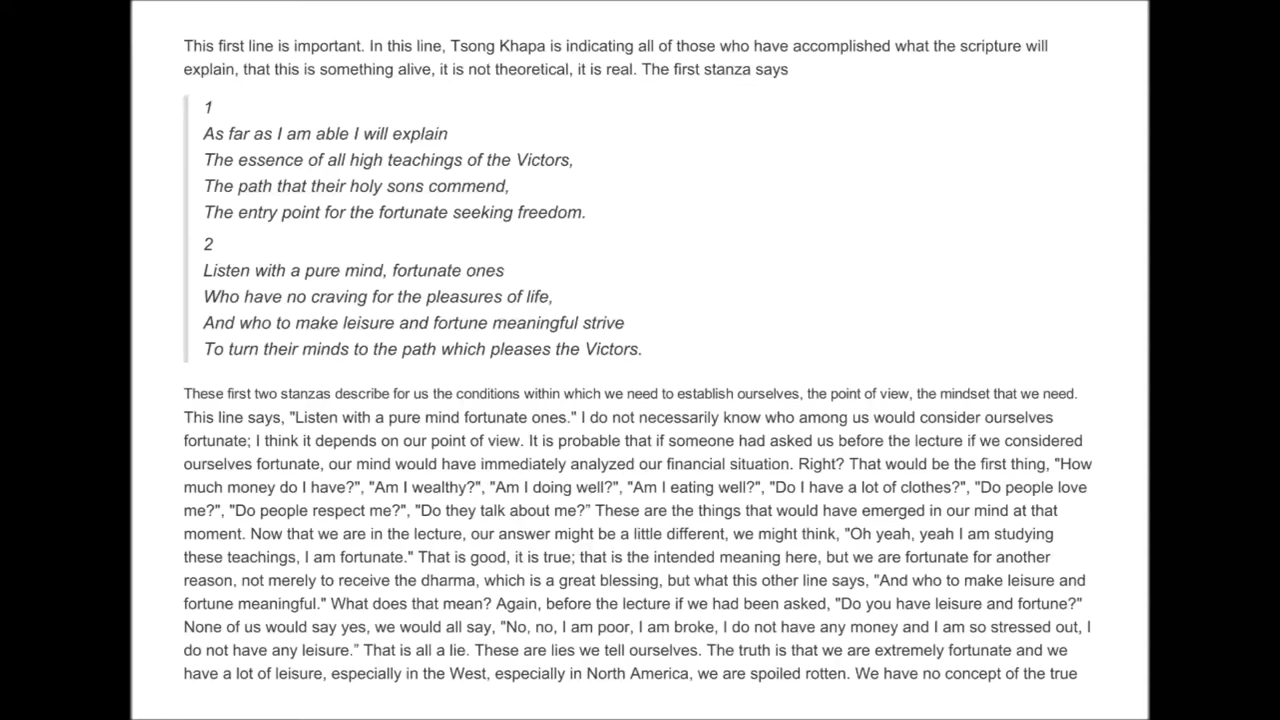 This first line is important. In this line, Tsong Khapa is indicating all of those who have accomplished what the scripture will
explain, that this is something alive, it is not theoretical, it is real. The first stanza says
1
As far as I am able I will explain
The essence of all high teachings of the Victors,
The path that their holy sons commend,
The entry point for the fortunate seeking freedom.
2
Listen with a pure mind, fortunate ones
Who have no craving for the pleasures of life,
And who to make leisure and fortune meaningful strive
To turn their minds to the path which pleases the Victors.
These first two stanzas describe for us the conditions within which we need to establish ourselves, the point of view, the mindset that we need.
This line says, "Listen with a pure mind fortunate ones." I do not necessarily know who among us would consider ourselves
fortunate; I think it depends on our point of view. It is probable that if someone had asked us before the lecture if we considered
ourselves fortunate, our mind would have immediately analyzed our financial situation. Right? That would be the first thing, "How
much money do I have?", "Am I wealthy?", "Am I doing well?", "Am I eating well?", "Do I have a lot of clothes?", "Do people love
me?", "Do people respect me?", "Do they talk about me?” These are the things that would have emerged in our mind at that
moment. Now that we are in the lecture, our answer might be a little different, we might think, "Oh yeah, yeah I am studying
these teachings, I am fortunate." That is good, it is true; that is the intended meaning here, but we are fortunate for another
reason, not merely to receive the dharma, which is a great blessing, but what this other line says, "And who to make leisure and
fortune meaningful." What does that mean? Again, before the lecture if we had been asked, "Do you have leisure and fortune?"
None of us would say yes, we would all say, "No, no, I am poor, I am broke, I do not have any money and I am so stressed out, I
do not have any leisure.” That is all a lie. These are lies we tell ourselves. The truth is that we are extremely fortunate and we
have a lot of leisure, especially in the West, especially in North America, we are spoiled rotten. We have no concept of the true